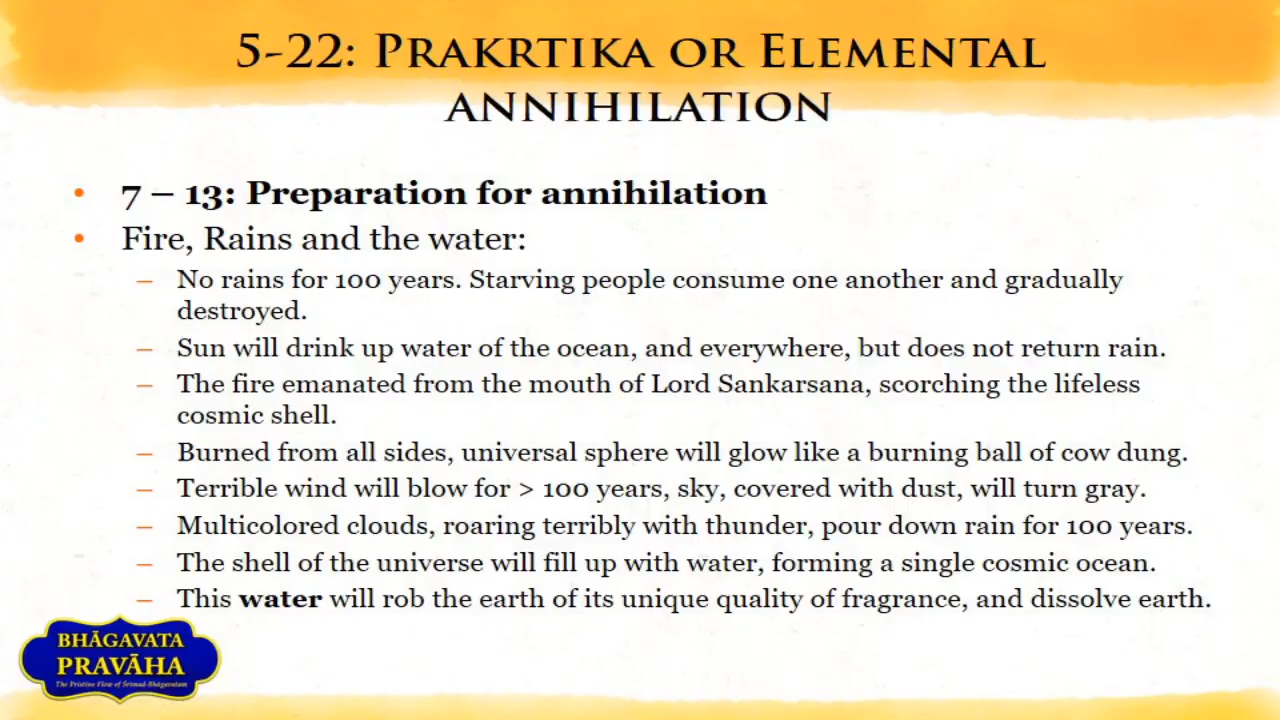 5-22: Prakrtika or Elemental
annihilation
• 7 – 13: Preparation for annihilation
• Fire, Rains and the water:
– No rains for 100 years. Starving people consume one another and gradually
destroyed.
– Sun will drink up water of the ocean, and everywhere, but does not return rain.
– The fire emanated from the mouth of Lord Sankarsana, scorching the lifeless
cosmic shell.
– Burned from all sides, universal sphere will glow like a burning ball of cow dung.
– Terrible wind will blow for > 100 years, sky, covered with dust, will turn gray.
– Multicolored clouds, roaring terribly with thunder, pour down rain for 100 years.
– The shell of the universe will fill up with water, forming a single cosmic ocean.
– This water will rob the earth of its unique quality of fragrance, and dissolve earth.
BHĀGAVATA
PRAVĀHA
The Pristine Flow of Śrīmad-Bhāgavatam